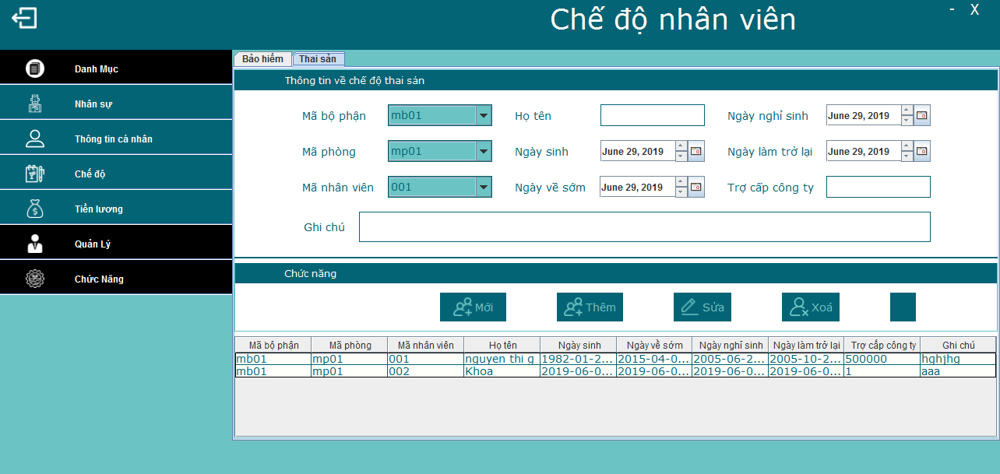 Chế độ nhân viên
- X
Danh Mục
Nhân sự
Thông tin cá nhân
Chế độ
Tiền lương
Quản Lý
Chức Năng
Bảo hiểm Thai sản
Thông tin về chế độ thai sản
Mã bộ phận mb01 Họ tên Ngày nghỉ sinh June 29, 2019
Mã phòng mp01 Ngày sinh June 29, 2019 Ngày làm trở lại June 29, 2019
Mã nhân viên 001 Ngày về sớm June 29, 2019 Trợ cấp công ty
Ghi chú
Chức năng
Mới Thêm Sửa Xoá
Mã bộ phận Mã phòng Mã nhân viên Họ tên Ngày sinh Ngày về sớm Ngày nghỉ sinh Ngày làm trở lại Trợ cấp công ty Ghi chú
mb01 mp01 001 nguyen thi g 1982-01-2... 2015-04-0... 2005-06-2... 2005-10-2... 500000 hghjhg
mb01 mp01 002 Khoa 2019-06-0... 2019-06-0... 2019-06-0... 2019-06-0... 1 aaa